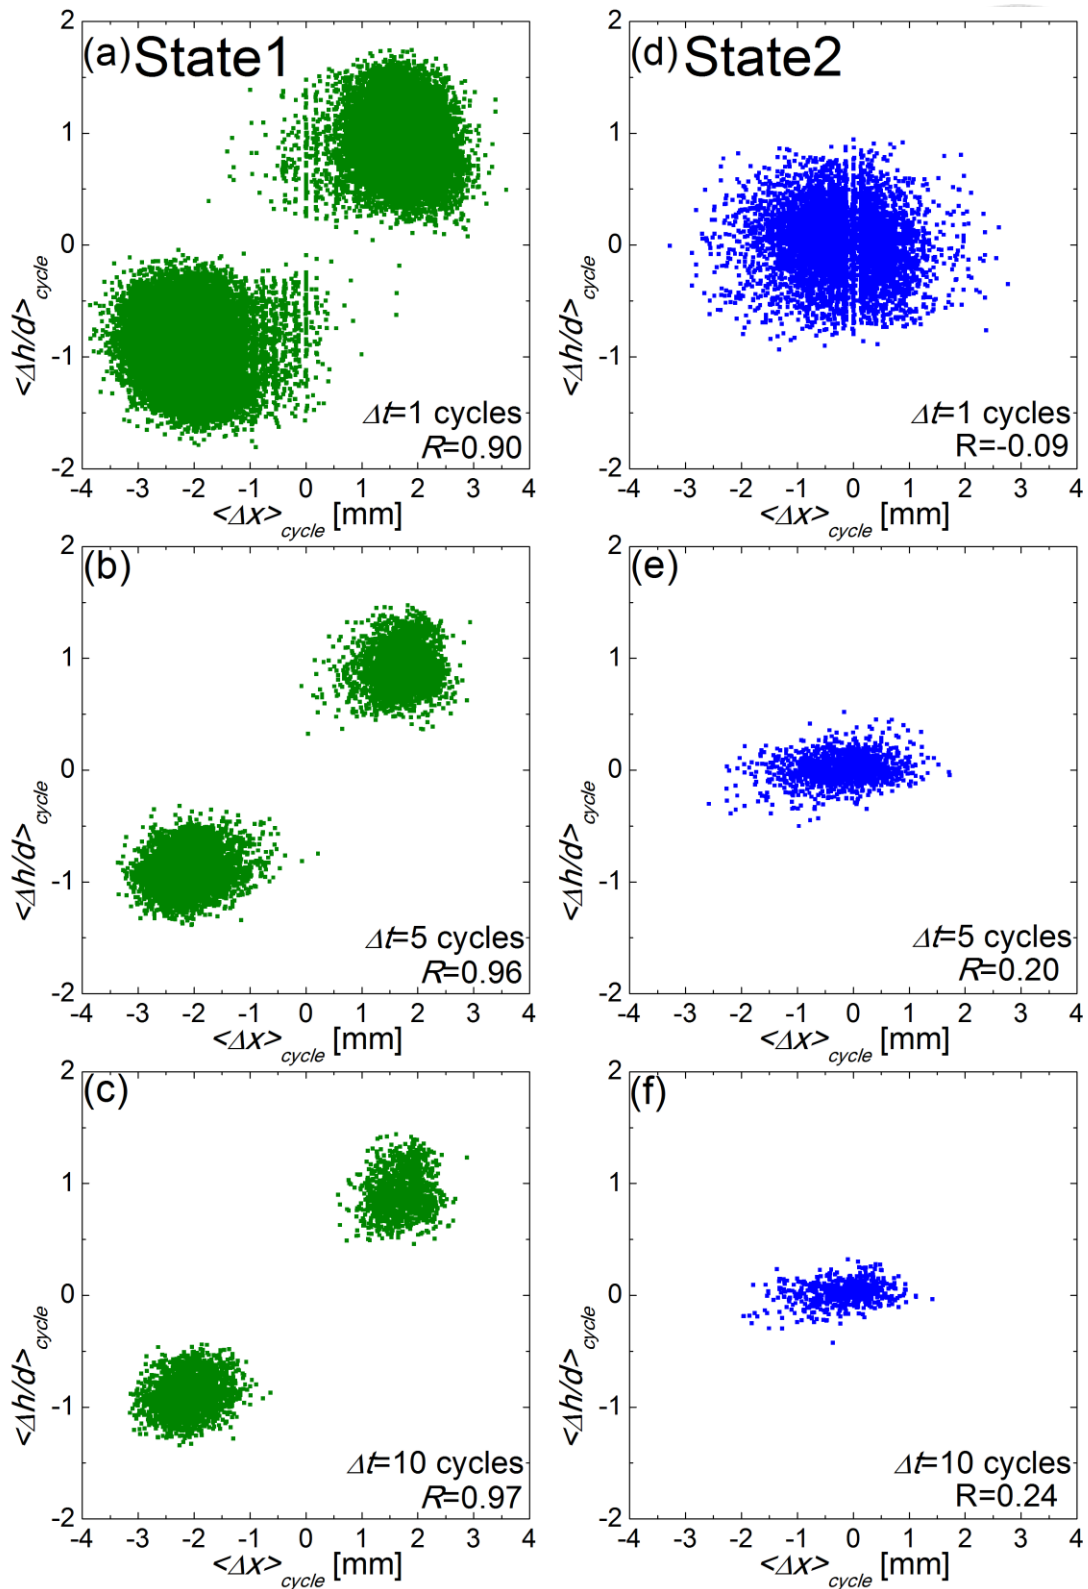 (a) State1
2
1
0
-1
-2
<Δh/d>cycle
Δt=1 cycles
R=0.90
-4 -3 -2 -1 0 1 2 3 4
<Δx>cycle [mm]
(d) State2
2
1
0
-1
-2
<Δh/d>cycle
Δt=1 cycles
R=-0.09
-4 -3 -2 -1 0 1 2 3 4
<Δx>cycle [mm]
(b)
2
1
0
-1
-2
<Δh/d>cycle
Δt=5 cycles
R=0.96
-4 -3 -2 -1 0 1 2 3 4
<Δx>cycle [mm]
(e)
2
1
0
-1
-2
<Δh/d>cycle
Δt=5 cycles
R=0.20
-4 -3 -2 -1 0 1 2 3 4
<Δx>cycle [mm]
(c)
2
1
0
-1
-2
<Δh/d>cycle
Δt=10 cycles
R=0.97
-4 -3 -2 -1 0 1 2 3 4
<Δx>cycle [mm]
(f)
2
1
0
-1
-2
<Δh/d>cycle
Δt=10 cycles
R=0.24
-4 -3 -2 -1 0 1 2 3 4
<Δx>cycle [mm]